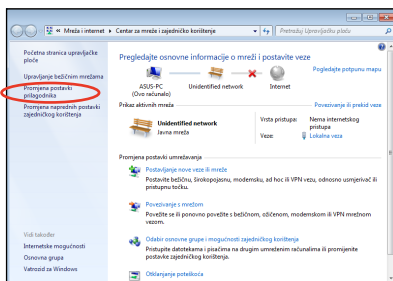 « Mreža i internet ▸ Centar za mreže i zajedničko korištenje
Pretražuj Upravljačku ploču
Početna stranica upravljačke
ploče
Upravljanje bežičnim mrežama
Promjena postavki
prilagodnika
Promjena naprednih postavki
zajedničkog korištenja
Vidi također
Internetske mogućnosti
Osnovna grupa
Vatrozid za Windows
Pregledajte osnovne informacije o mreži i postavite veze
Pogledajte potpunu mapu
ASUS-PC
(Ovo računalo)
Unidentified network
Internet
Prikaz aktivnih mreža
Povezivanje ili prekid veze
Unidentified network
Javna mreža
Vrsta pristupa: Nema internetskog
pristupa
Veze: Lokalna veza
Promjena postavki umrežavanja
Postavljanje nove veze ili mreže
Postavite bežičnu, širokopojasnu, modemsku, ad hoc ili VPN vezu, odnosno usmjerivač ili
pristupnu točku.
Povezivanje s mrežom
Povežite se ili ponovno povežite s bežičnom, ožičenom, modemskom ili VPN mrežnom
vezom.
Odabir osnovne grupe i mogućnosti zajedničkog korištenja
Pristupite datotekama i pisačima na drugim umreženim računalima ili promijenite
postavke zajedničkog korištenja.
Otklanjanje poteškoća